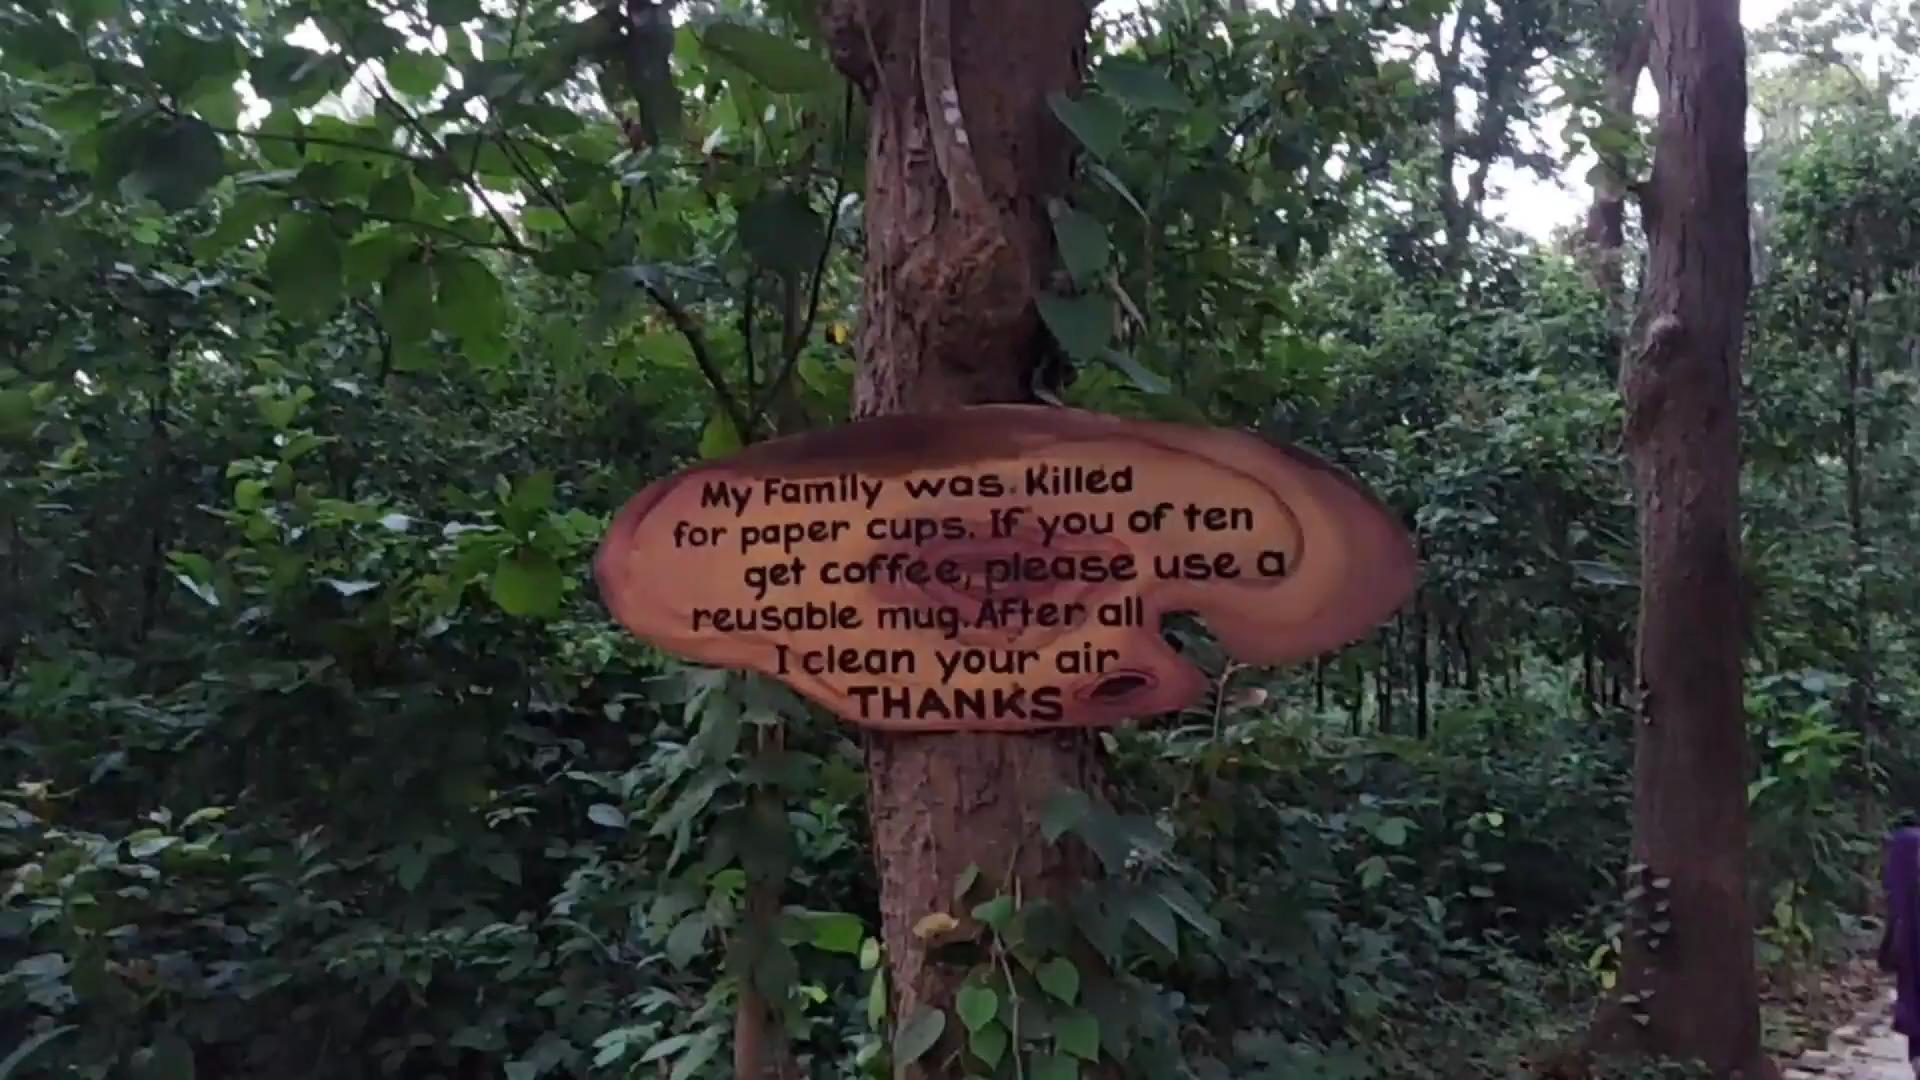 My Family was. Killed
for paper cups. If you of ten
get coffee, please use a
reusable mug. After all
I clean your air
THANKS